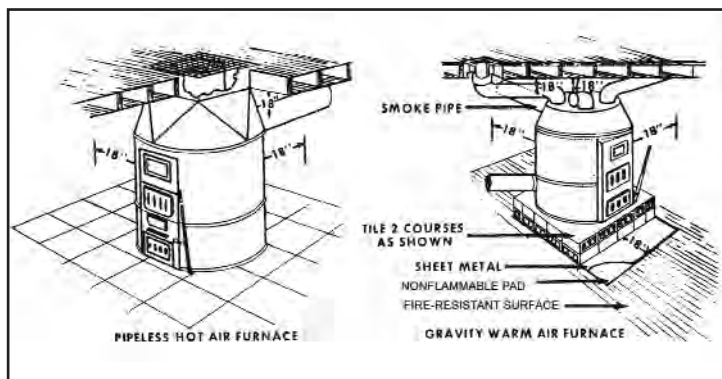 18"
18"
18"
PIPELESS HOT AIR FURNACE
18" 18"
SMOKE PIPE
18"
18"
TILE 2 COURSES
AS SHOWN
18"
SHEET METAL
NONFLAMMABLE PAD
FIRE-RESISTANT SURFACE
GRAVITY WARM AIR FURNACE